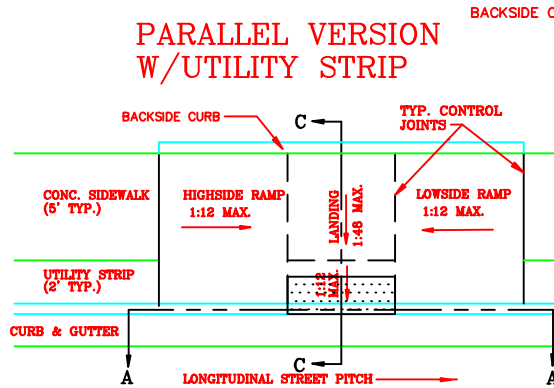 BACKSIDE C
PARALLEL VERSION
W/UTILITY STRIP
C
BACKSIDE CURB
TYP. CONTROL
JOINTS
CONC. SIDEWALK
(5' TYP.)
HIGHSIDE RAMP
1:12 MAX.
LANDING
1:48 MAX.
LOWSIDE RAMP
1:12 MAX.
UTILITY STRIP
(2' TYP.)
1:12
MAX.
CURB & GUTTER
C
A
LONGITUDINAL STREET PITCH
A